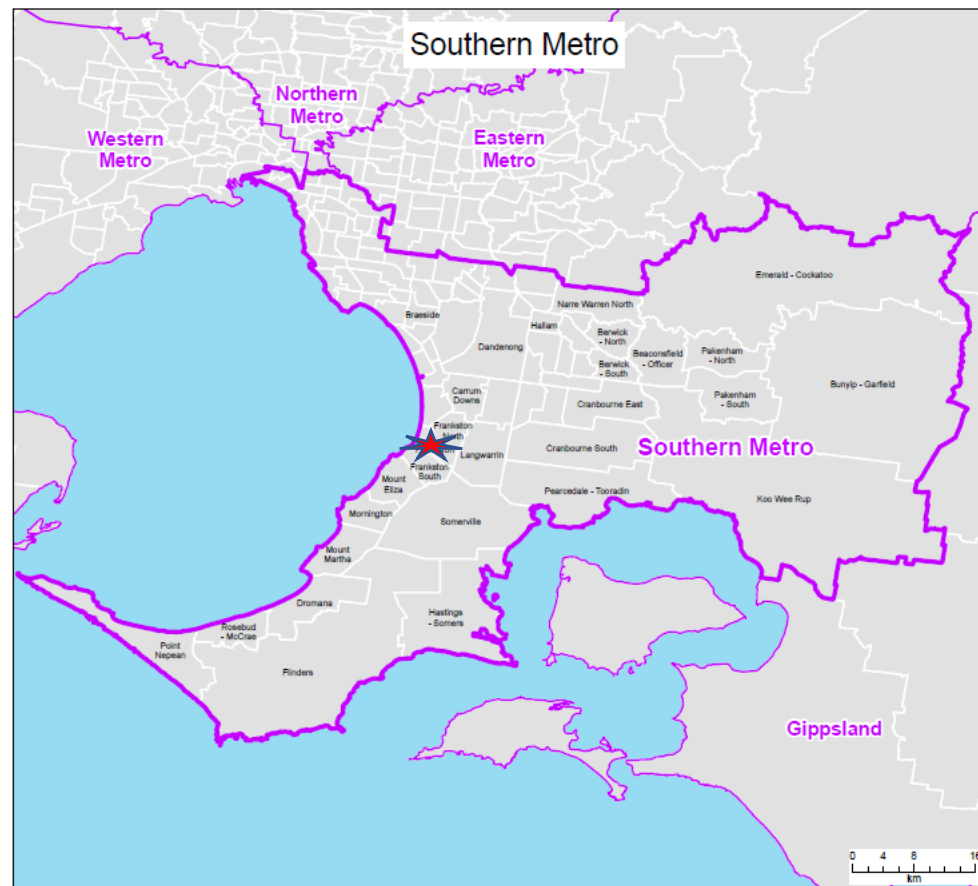 Southern Metro
Northern
Metro
Western
Metro
Eastern
Metro
Emerald - Cockatoo
Narre Warren North
Braeside
Hallam
Berwick
- North
Dandenong
Beaconsfield
- Officer
Pakenham
- North
Berwick
- South
Bunyip - Garfield
Carrum
Downs
Cranbourne East
Pakenham
- South
Frankston
North
Langwarrin
Cranbourne South
Southern Metro
Frankston
South
Mount
Eliza
Pearcedale - Tooradin
Koo Wee Rup
Mornington
Somerville
Mount
Martha
Dromana
Hastings
- Somers
Rosebud
- McCrae
Point
Nepean
Flinders
Gippsland
0 4 8 16
km